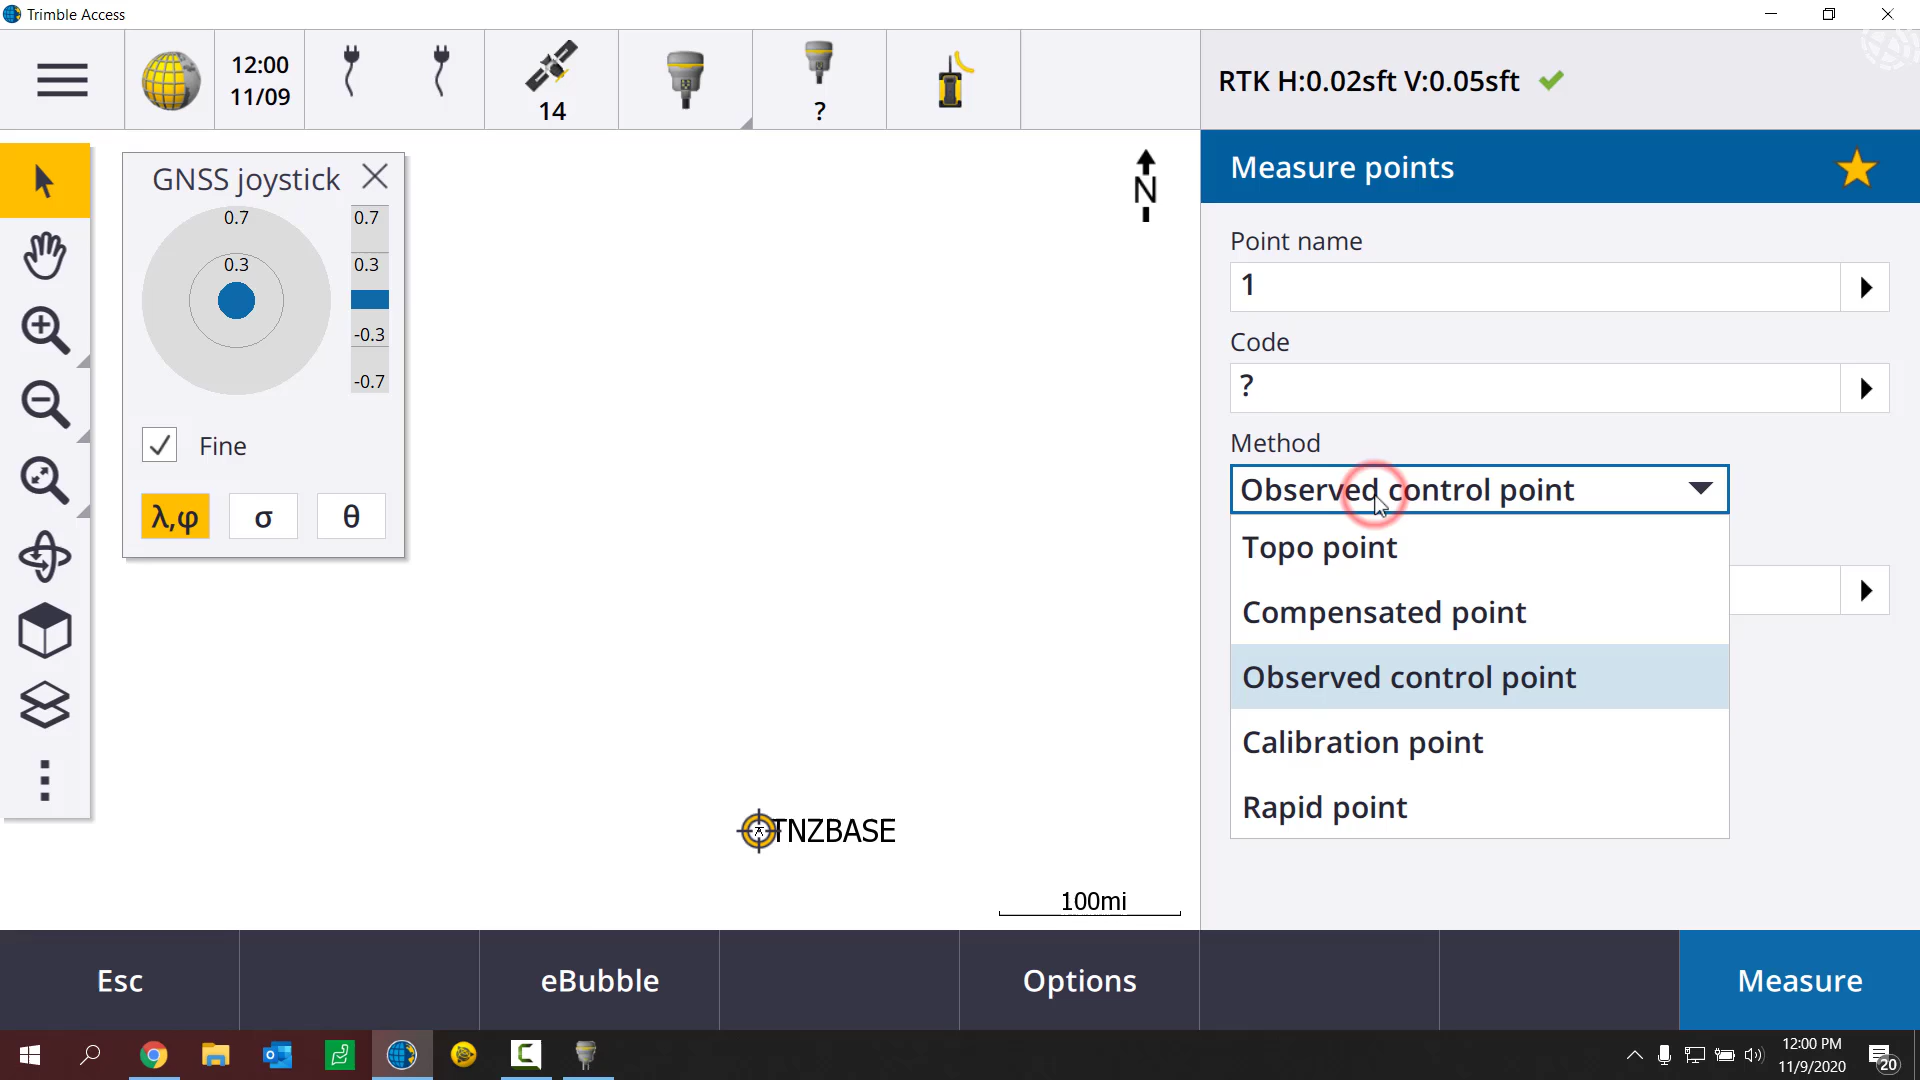 Trimble Access
12:00
11/09
14
?
RTK H:0.02sft V:0.05sft
GNSS joystick
0.7
0.3
0.7
0.3
-0.3
-0.7
Fine
λ,φ
σ
θ
N
TNZBASE
100mi
Measure points
Point name
1
Code
?
Method
Observed control point
Topo point
Compensated point
Observed control point
Calibration point
Rapid point
Esc
eBubble
Options
Measure
12:00 PM
11/9/2020
20